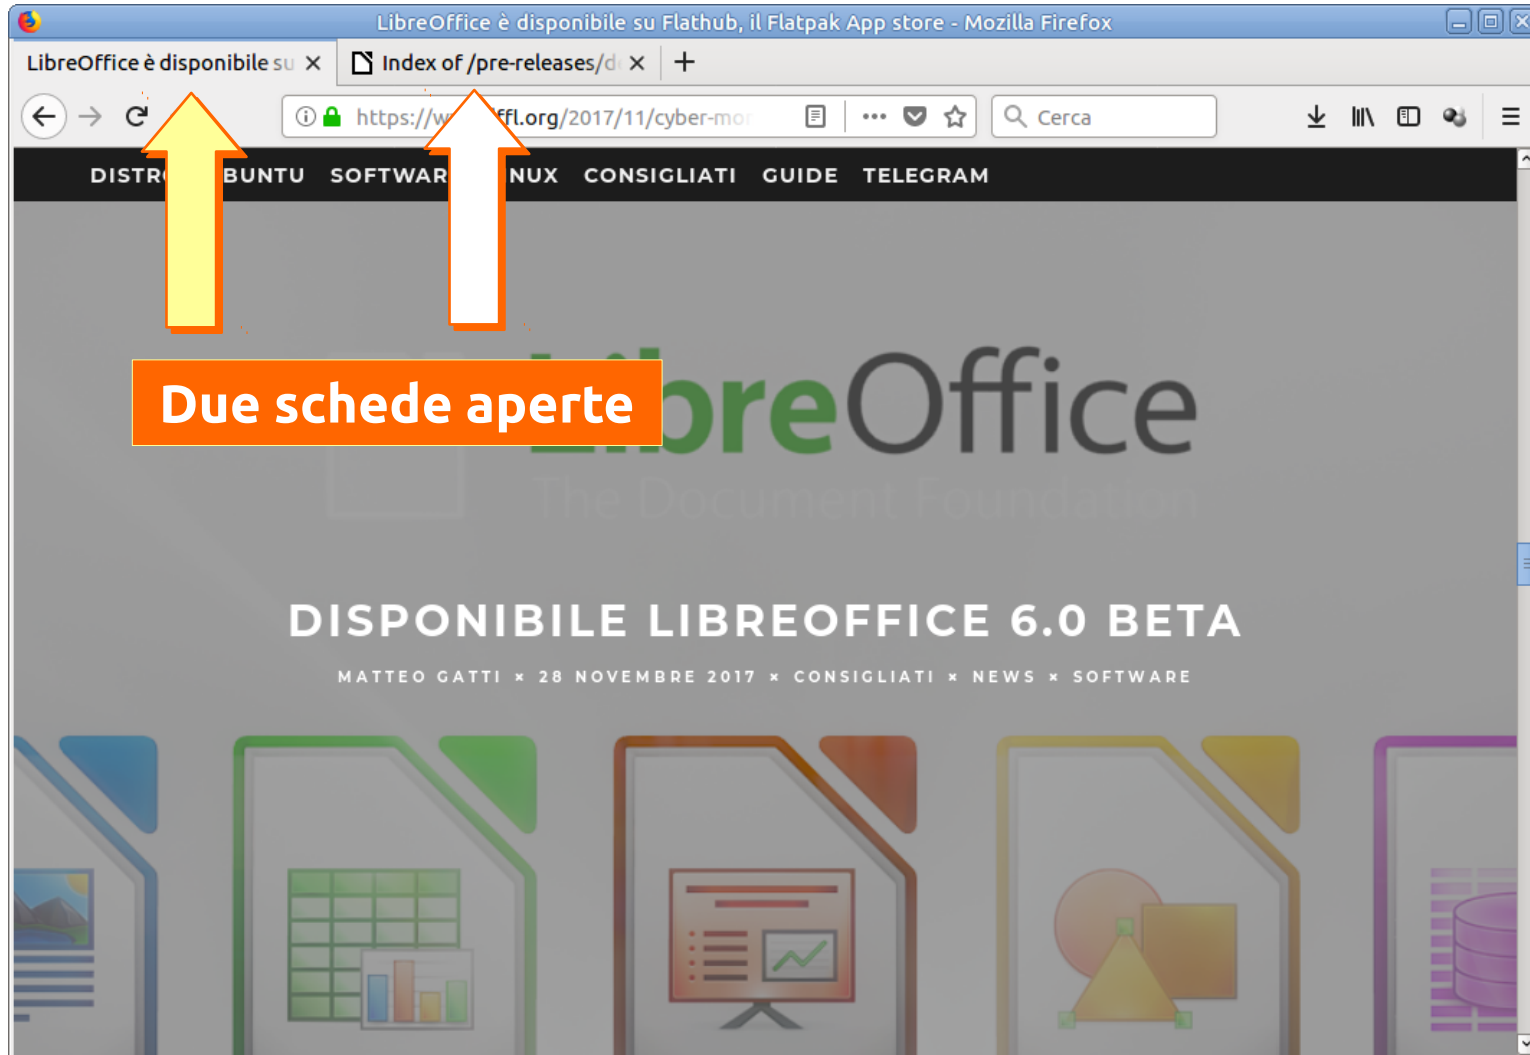 LibreOffice è disponibile su Flathub, il Flatpak App store - Mozilla Firefox
LibreOffice è disponibile su
Index of /pre-releases/d
https://w ffl.org/2017/11/cyber-mon
Cerca
DISTR BUNTU SOFTWAR NUX CONSIGLIATI GUIDE TELEGRAM
Due schede aperte
LibreOffice
The Document Foundation
DISPONIBILE LIBREOFFICE 6.0 BETA
MATTEO GATTI × 28 NOVEMBRE 2017 × CONSIGLIATI × NEWS × SOFTWARE